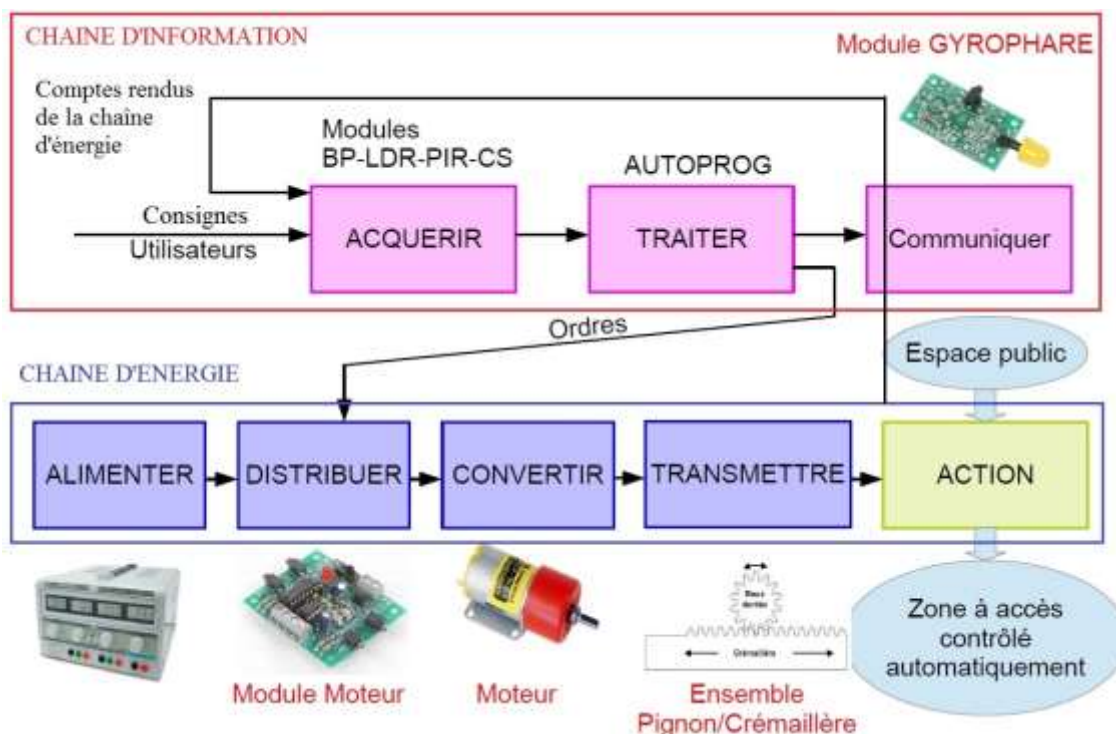 CHAINE D'INFORMATION
Module GYROPHARE
Comptes rendus
de la chaîne
d'énergie
Modules
BP-LDR-PIR-CS
AUTOPROG
Consignes
Utilisateurs
ACQUERIR
TRAITER
Communiquer
Ordres
Espace public
CHAINE D'ENERGIE
ALIMENTER
DISTRIBUER
CONVERTIR
TRANSMETTRE
ACTION
Roue
dentée
Crémaillère
Zone à accès
contrôlé
automatiquement
Module Moteur
Moteur
Ensemble
Pignon/Crémaillère